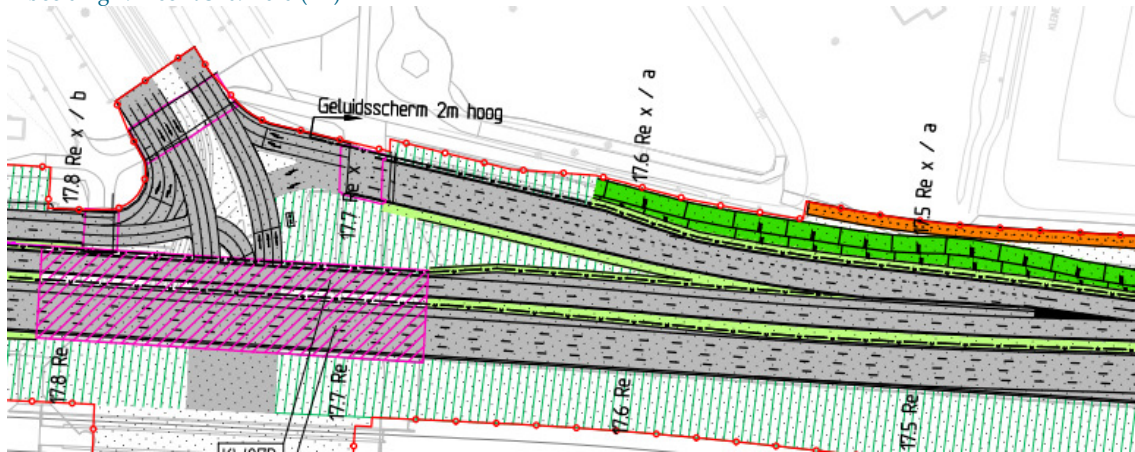 Geluidsscherm 2m hoog
17.8 Re x / b
17.7 Re x
17.6 Re x / a
17.5 Re x / a
17.8 Re
17.7 Re
17.6 Re
17.5 Re